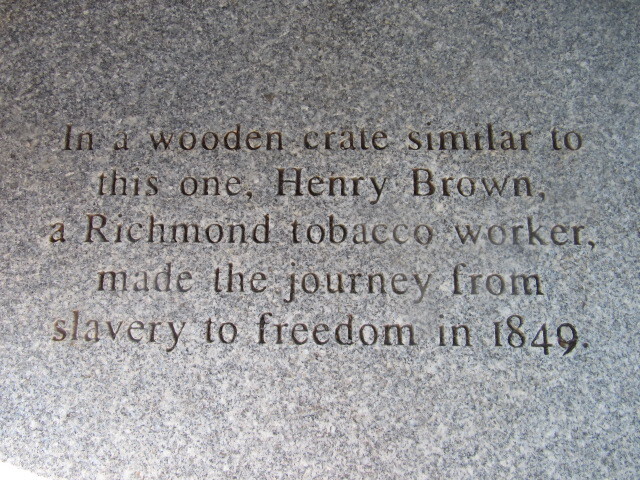 In a wooden crate similar to
this one, Henry Brown,
a Richmond tobacco worker,
made the journey from
slavery to freedom in 1849.